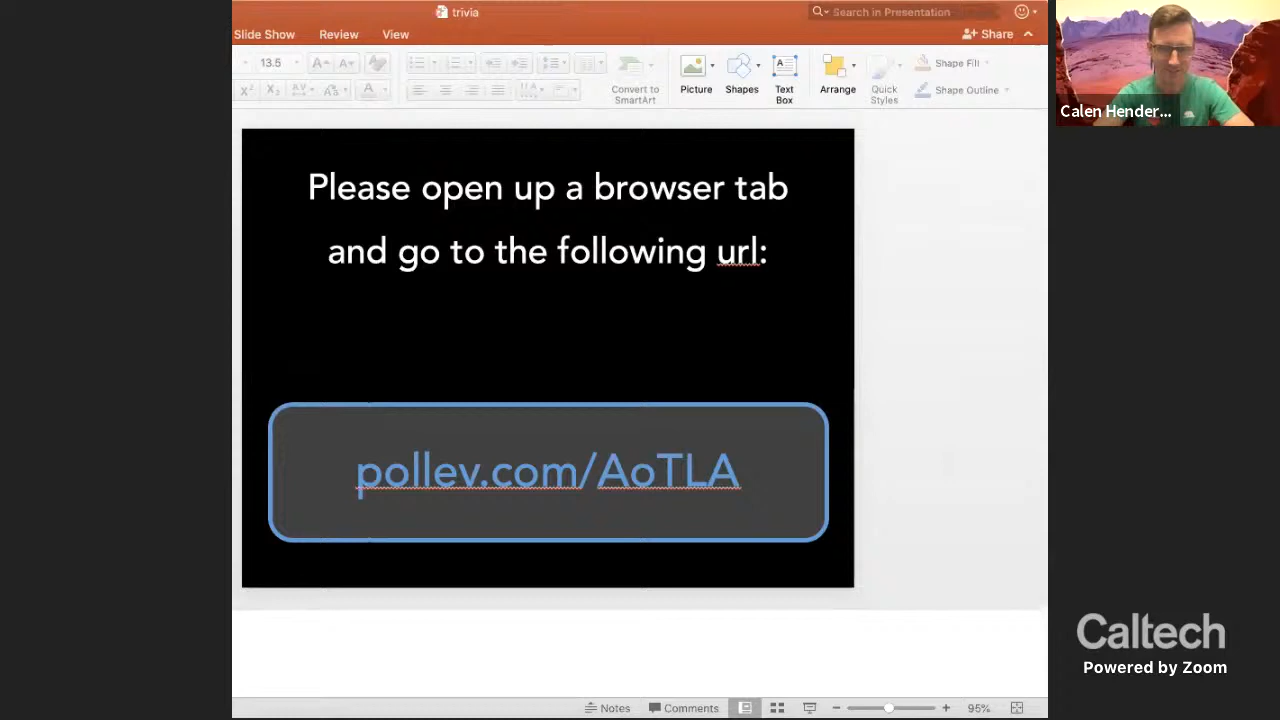 trivia
Search in Presentation
Slide Show Review View
Share
13.5
Convert to
SmartArt
Picture
Shapes
Text
Box
Arrange
Quick
Styles
Shape Fill
Shape Outline
Calen Hender...
Please open up a browser tab
and go to the following url:
pollev.com/AoTLA
Caltech
Powered by Zoom
Notes
Comments
95%